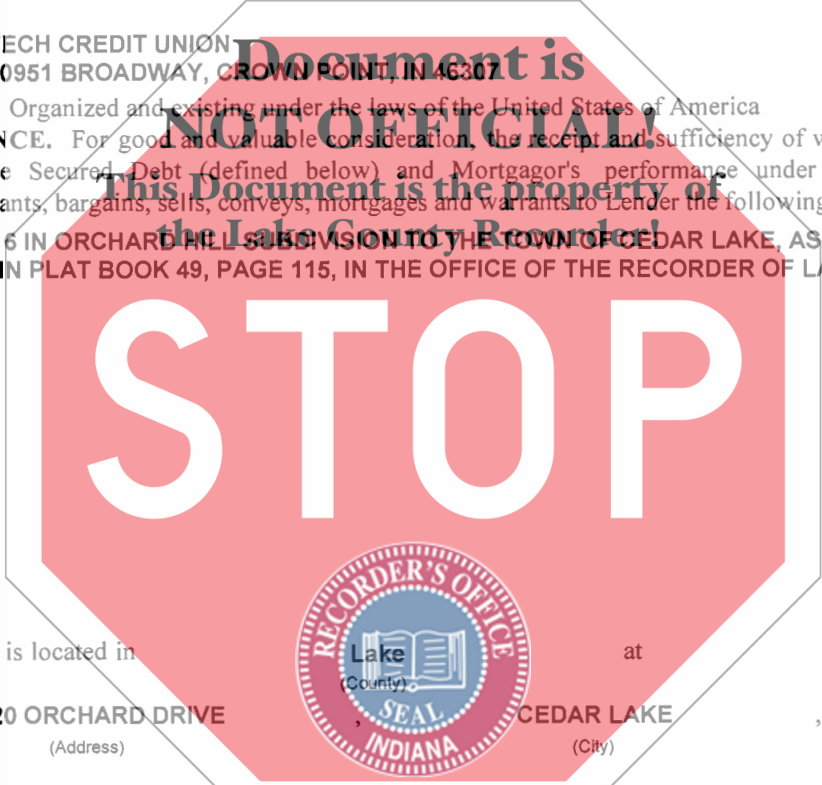 ECH CREDIT UNION
0951 BROADWAY, CROWN POINT, IN 46307
Document is
Organized and existing under the laws of the United States of America
NOT OFFICIAL!
NCE. For good and valuable consideration, the receipt and sufficiency of
e Secured Debt (defined below) and Mortgagor's performance under
This Document is the property of
ants, bargains, sells, conveys, mortgages and warrants to Lender the following
the Lake County Recorder!
6 IN ORCHARD HILL SUBDIVISION TO THE TOWN OF CEDAR LAKE, AS
IN PLAT BOOK 49, PAGE 115, IN THE OFFICE OF THE RECORDER OF LA
STOP
RECORDER'S OFFICE
is located in Lake at
(County)
SEAL
INDIANA
0 ORCHARD DRIVE , CEDAR LAKE ,
(Address) (City)